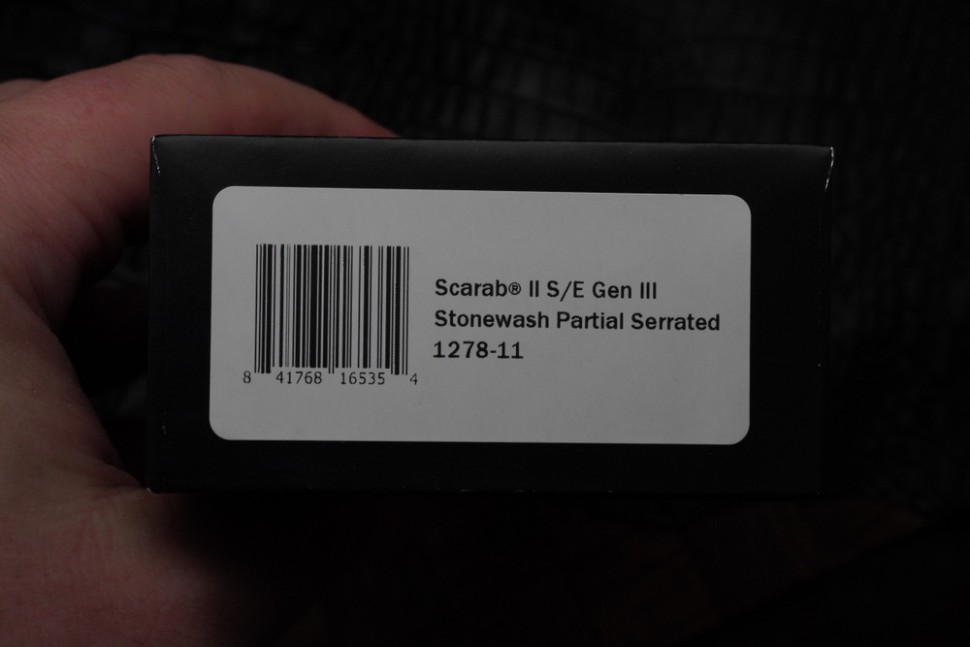 Scarab® II S/E Gen III
Stonewash Partial Serrated
1278-11
8 41768 16535 4